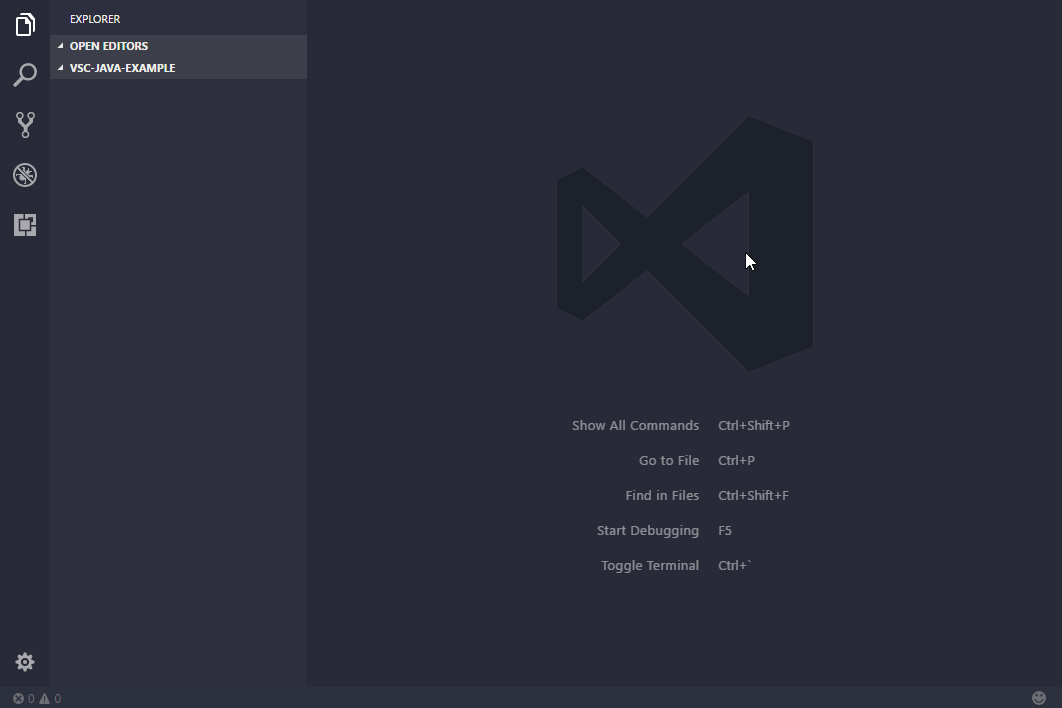 EXPLORER
OPEN EDITORS
VSC-JAVA-EXAMPLE
Show All Commands Ctrl+Shift+P
Go to File Ctrl+P
Find in Files Ctrl+Shift+F
Start Debugging F5
Toggle Terminal Ctrl+`
0 0